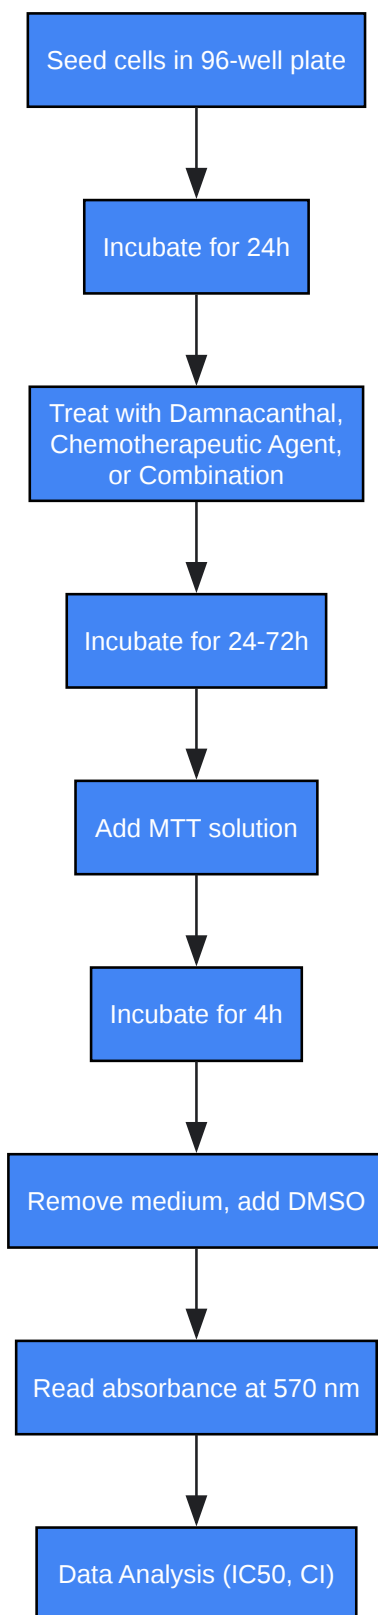 Seed cells in 96-well plate
Incubate for 24h
Treat with Damnacanthal,
Chemotherapeutic Agent,
or Combination
Incubate for 24-72h
Add MTT solution
Incubate for 4h
Remove medium, add DMSO
Read absorbance at 570 nm
Data Analysis (IC50, CI)